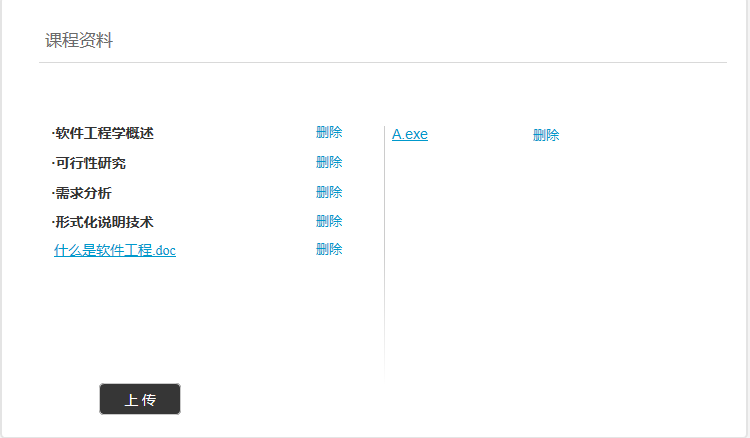 课程资料
·软件工程学概述 删除
·可行性研究 删除
·需求分析 删除
·形式化说明技术 删除
什么是软件工程.doc 删除
A.exe 删除
上传